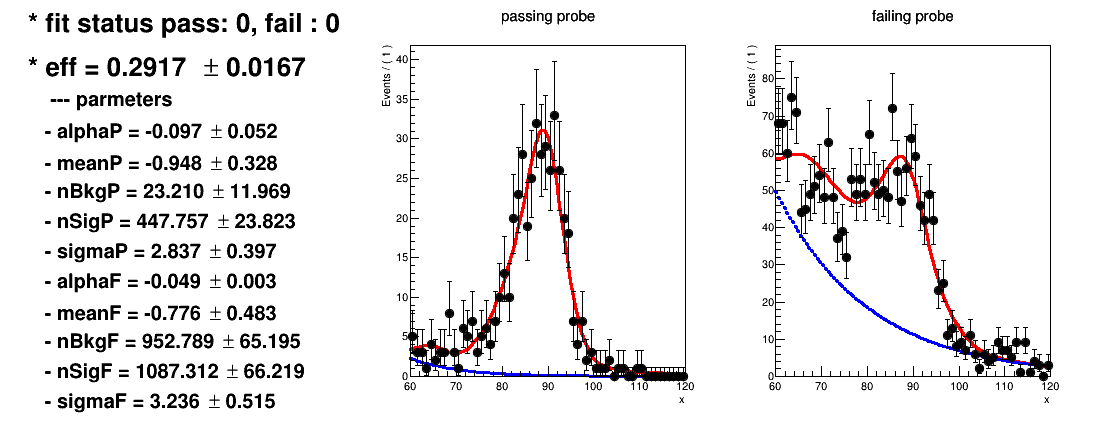 * fit status pass: 0, fail : 0
* eff = 0.2917 ± 0.0167
--- parmeters
- alphaP = -0.097 ± 0.052
- meanP = -0.948 ± 0.328
- nBkgP = 23.210 ± 11.969
- nSigP = 447.757 ± 23.823
- sigmaP = 2.837 ± 0.397
- alphaF = -0.049 ± 0.003
- meanF = -0.776 ± 0.483
- nBkgF = 952.789 ± 65.195
- nSigF = 1087.312 ± 66.219
- sigmaF = 3.236 ± 0.515
passing probe
Events / ( 1 )
40
35
30
25
20
15
10
5
0
60 70 80 90 100 110 120
x
failing probe
Events / ( 1 )
80
70
60
50
40
30
20
10
0
60 70 80 90 100 110 120
x